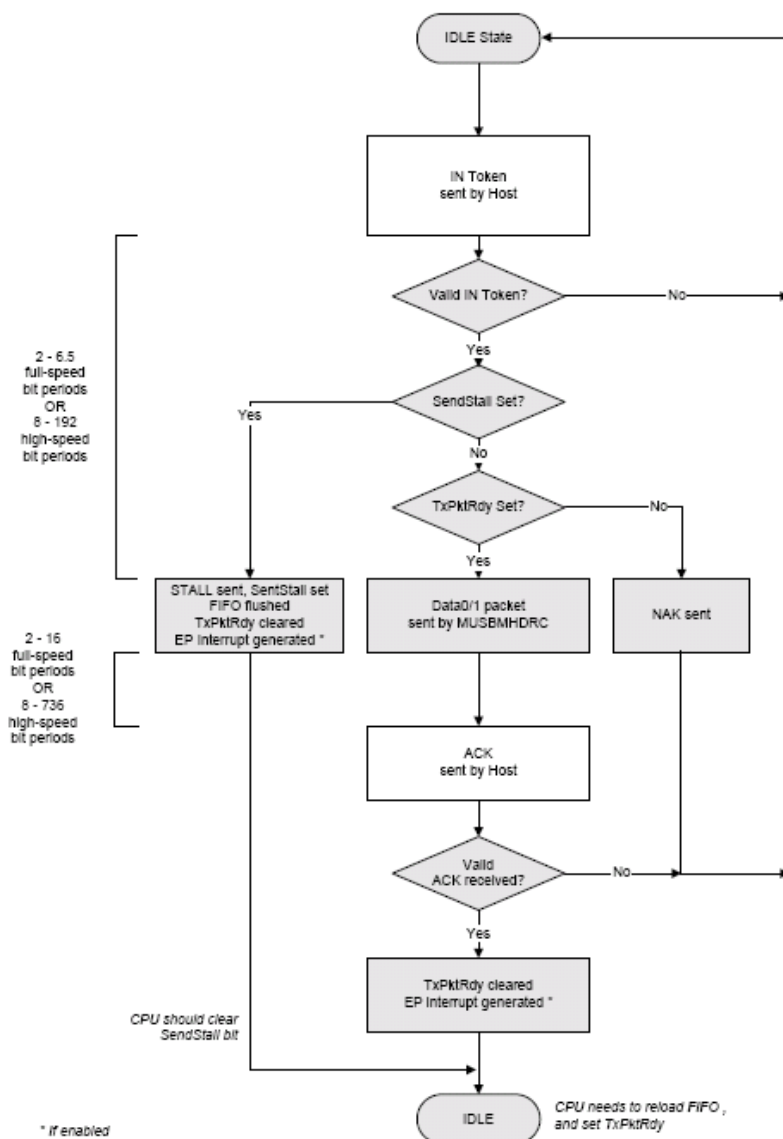 IDLE State
IN Token
sent by Host
Valid IN Token?
No
Yes
2 - 6.5
full-speed
bit periods
OR
8 - 192
high-speed
bit periods
SendStall Set?
Yes
No
TxPktRdy Set?
No
Yes
STALL sent, SentStall set
FIFO flushed
TxPktRdy cleared
EP Interrupt generated *
Data0/1 packet
sent by MUSBMHDRC
NAK sent
2 - 16
full-speed
bit periods
OR
8 - 736
high-speed
bit periods
ACK
sent by Host
Valid
ACK received?
No
Yes
TxPktRdy cleared
EP Interrupt generated *
CPU should clear
SendStall bit
IDLE
CPU needs to reload FIFO ,
and set TxPktRdy
* If enabled